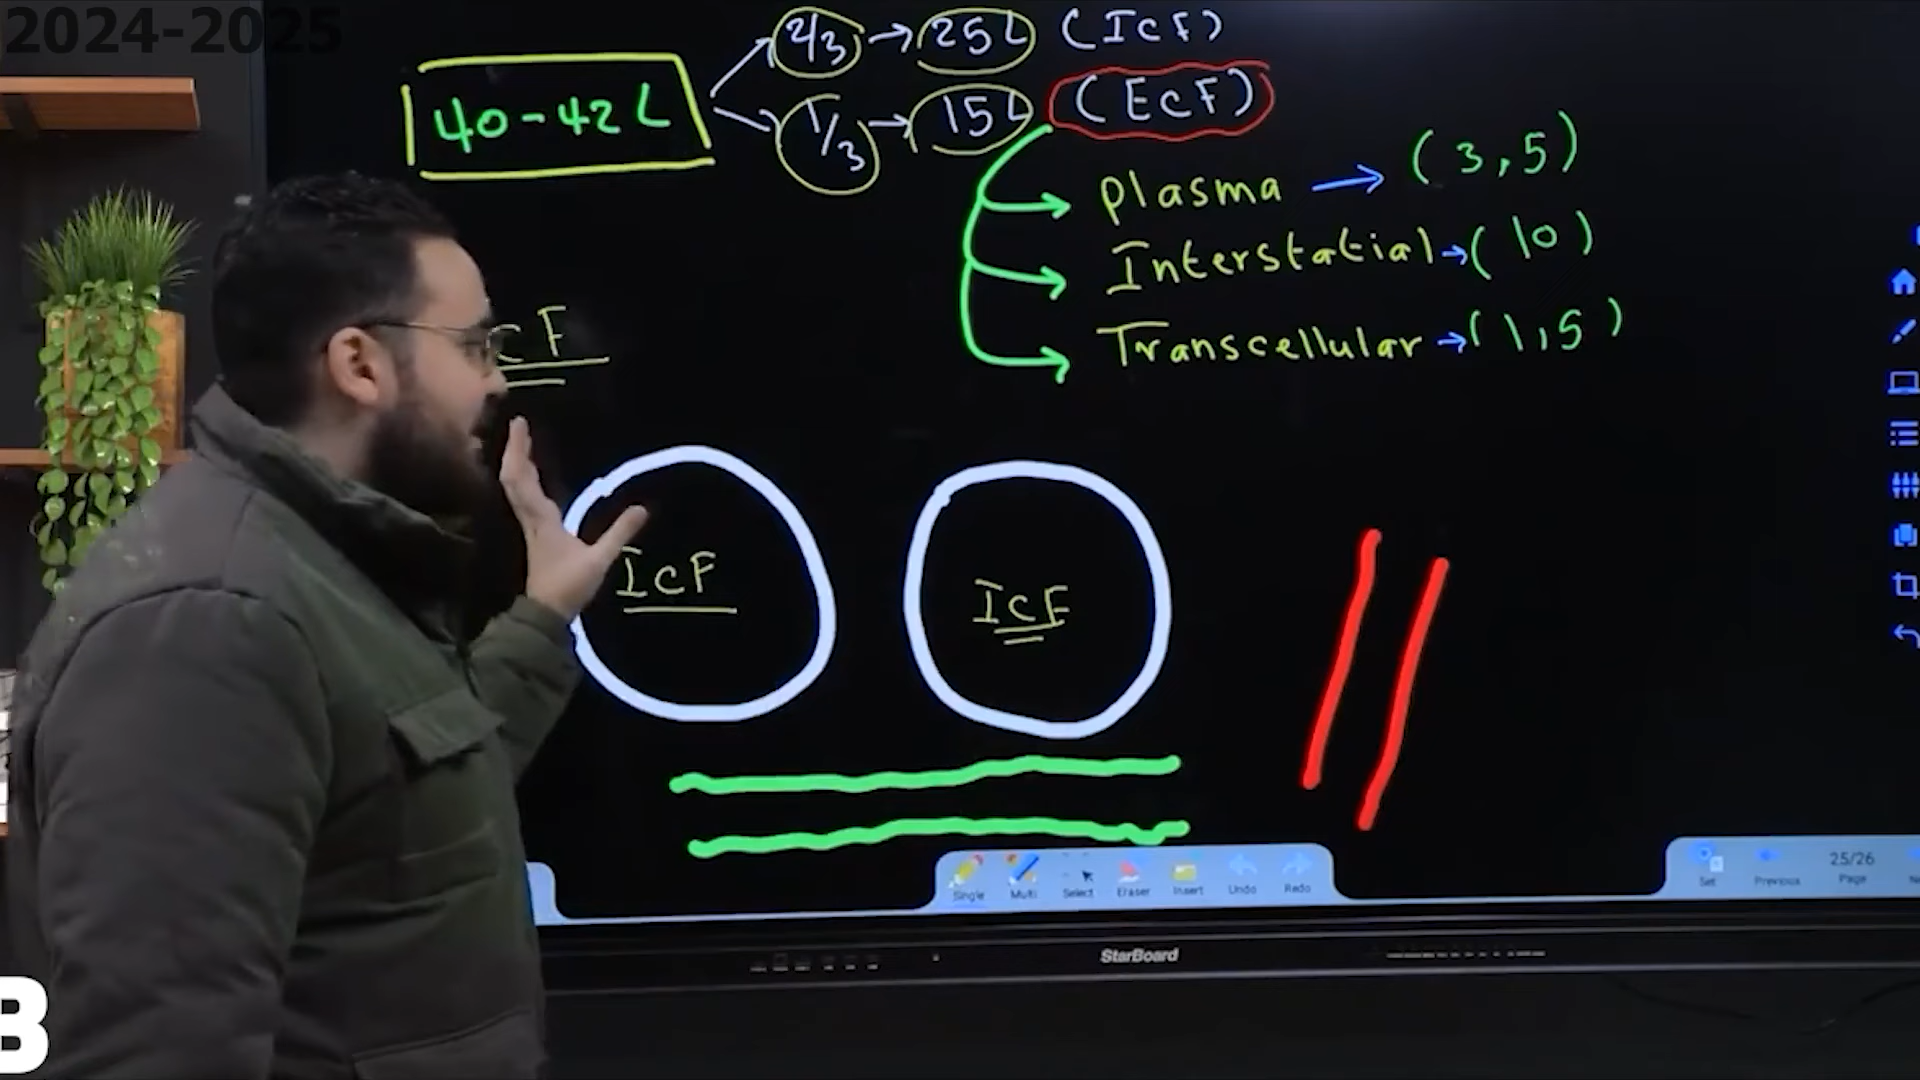 2024-2025
40-42 L
2/3 → 25 L (IcF)
1/3 → 15 L (EcF)
Plasma → (3,5)
Interstatial → (10)
Transcellular → (1,5)
cF
IcF
IcF
Single Multi Select Eraser Insert Undo Redo
Set Previous 25/26 Page
StarBoard
B